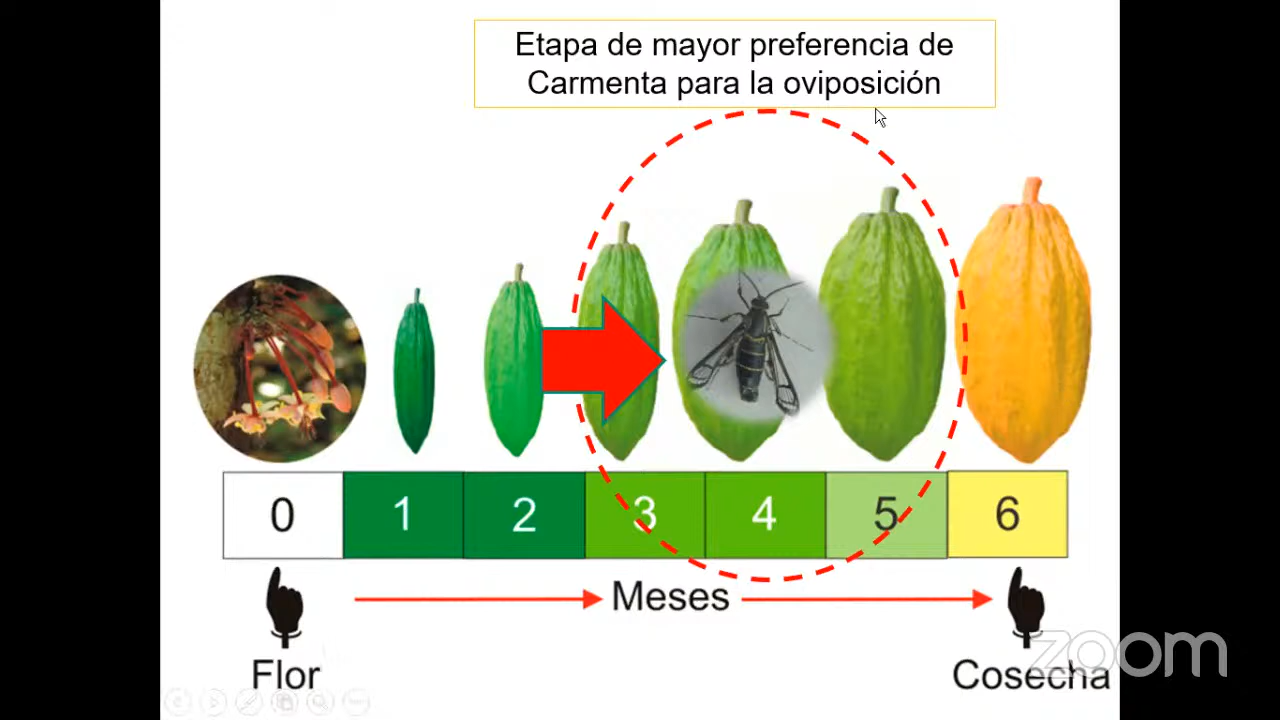 Etapa de mayor preferencia de
Carmenta para la oviposición
0 1 2 3 4 5 6
Meses
Flor
Cosecha
zoom